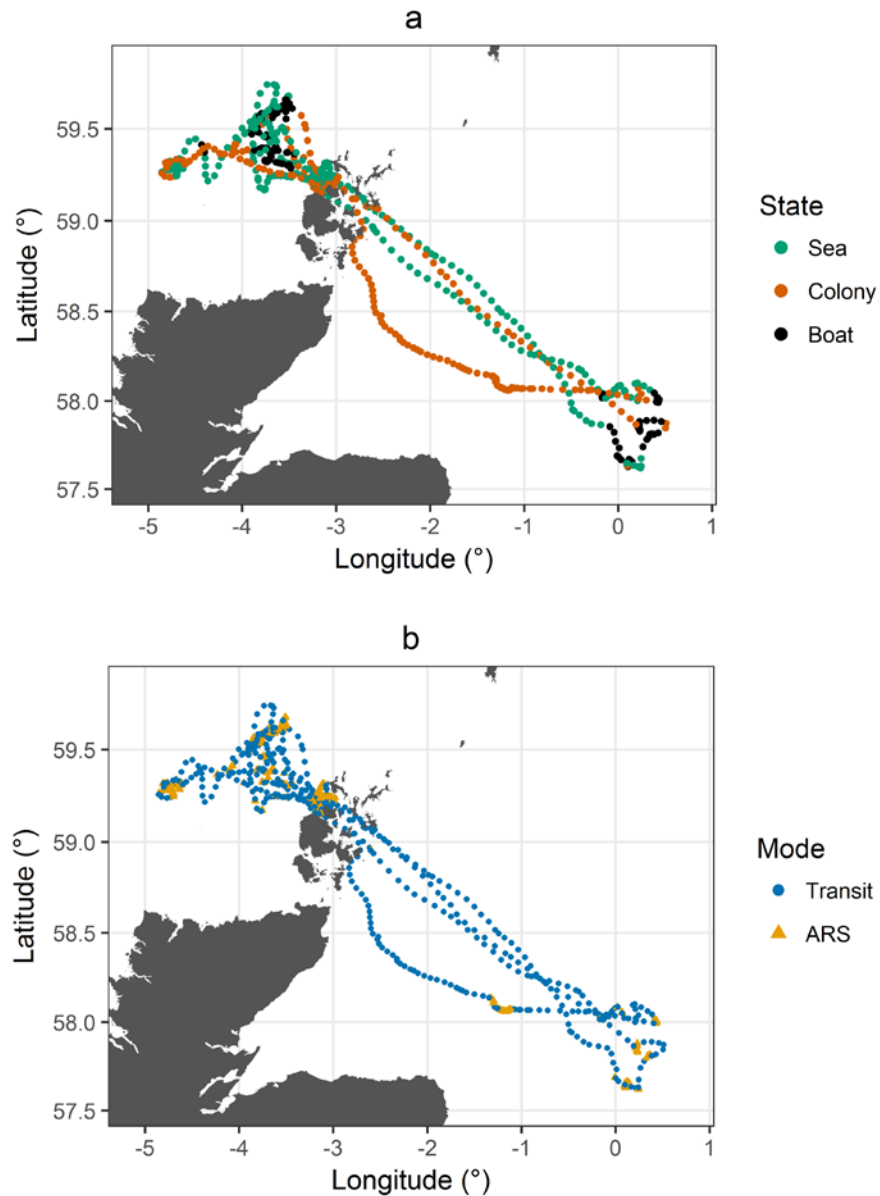 a
59.5
59.0
58.5
58.0
57.5
Latitude (°)
-5 -4 -3 -2 -1 0 1
Longitude (°)
State
Sea
Colony
Boat
b
59.5
59.0
58.5
58.0
57.5
Latitude (°)
-5 -4 -3 -2 -1 0 1
Longitude (°)
Mode
Transit
ARS